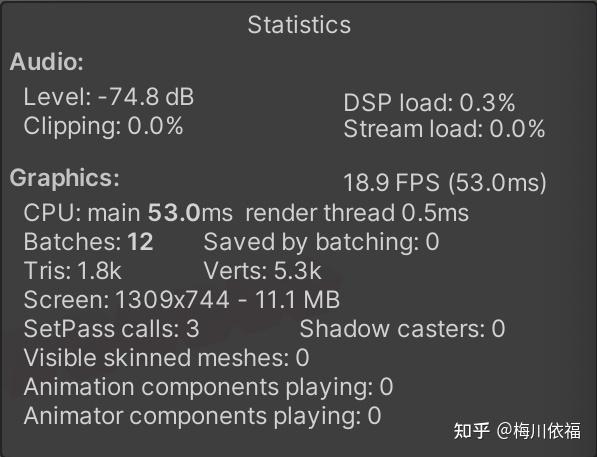 Statistics
Audio:
Level: -74.8 dB
DSP load: 0.3%
Clipping: 0.0%
Stream load: 0.0%
Graphics:
18.9 FPS (53.0ms)
CPU: main 53.0ms render thread 0.5ms
Batches: 12 Saved by batching: 0
Tris: 1.8k Verts: 5.3k
Screen: 1309x744 - 11.1 MB
SetPass calls: 3 Shadow casters: 0
Visible skinned meshes: 0
Animation components playing: 0
Animator components playing: 0
知乎 @梅川依福